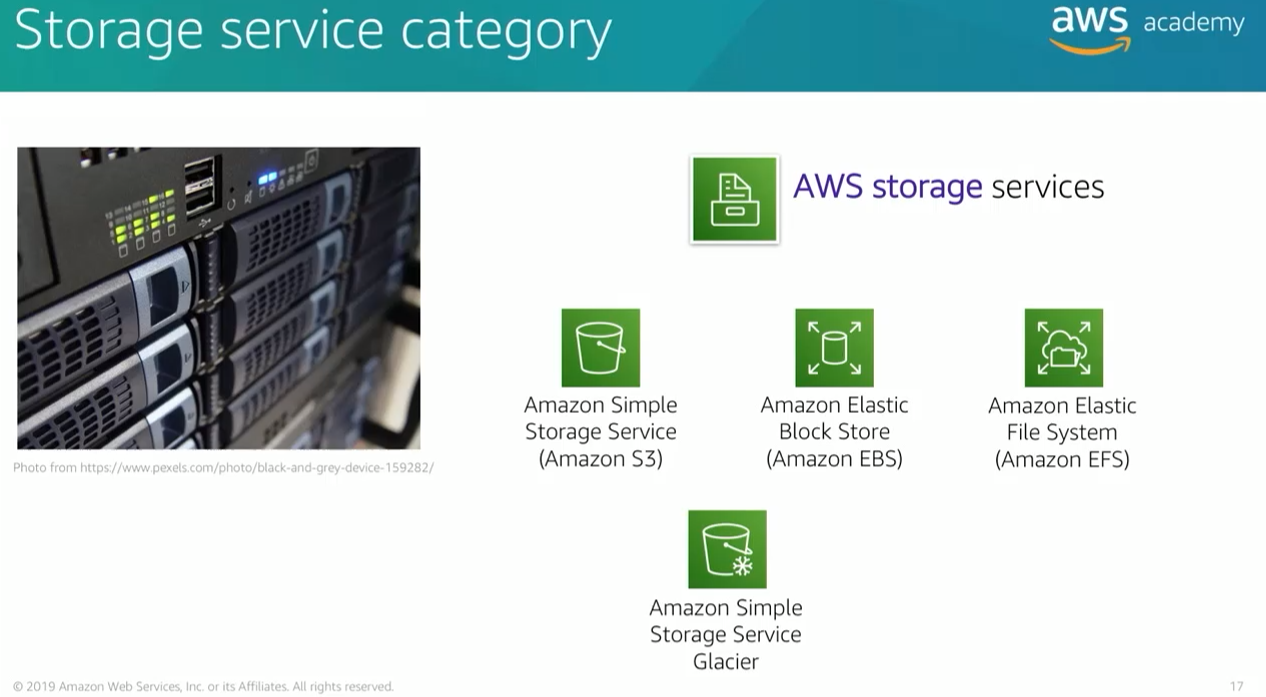 Storage service category
aws academy
AWS storage services
Amazon Simple
Storage Service
(Amazon S3)
Amazon Elastic
Block Store
(Amazon EBS)
Amazon Elastic
File System
(Amazon EFS)
Photo from https://www.pexels.com/photo/black-and-grey-device-159282/
Amazon Simple
Storage Service
Glacier
© 2019 Amazon Web Services, Inc. or its Affiliates. All rights reserved.
17